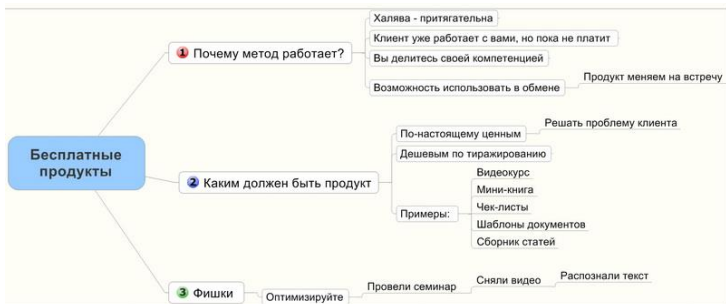 Бесплатные
продукты
1 Почему метод работает?
Халява - притягательна
Клиент уже работает с вами, но пока не платит
Вы делитесь своей компетенцией
Возможность использовать в обмене
Продукт меняем на встречу
2 Каким должен быть продукт
По-настоящему ценным
Решать проблему клиента
Дешевым по тиражированию
Примеры:
Видеокурс
Мини-книга
Чек-листы
Шаблоны документов
Сборник статей
3 Фишки
Оптимизируйте
Провели семинар
Сняли видео
Распознали текст